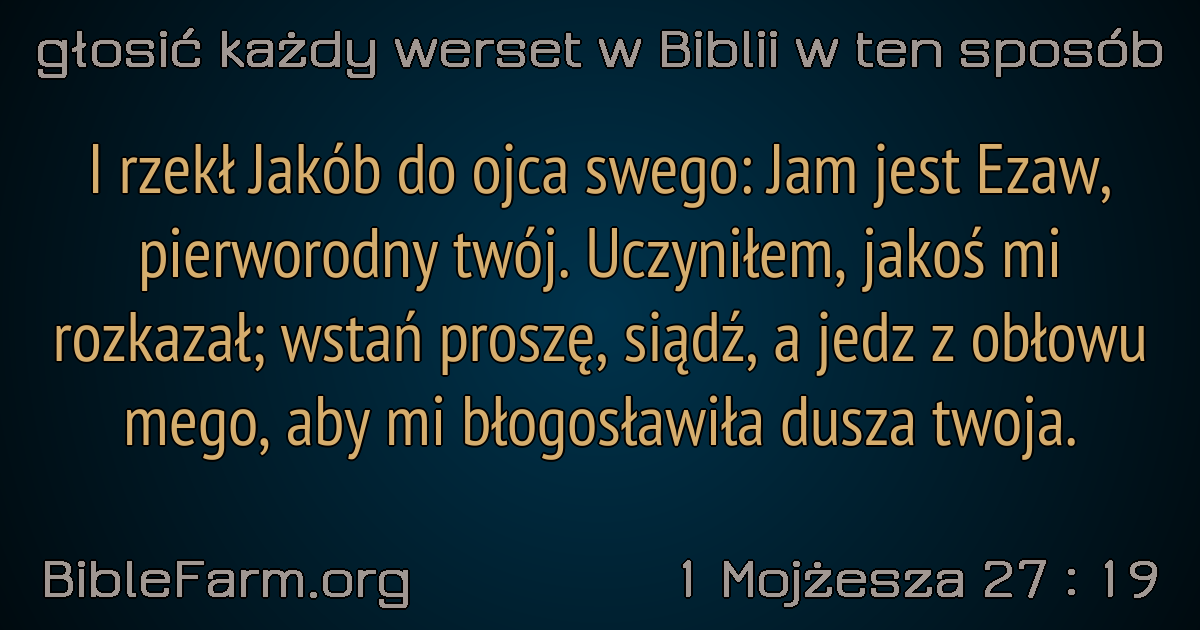 głosić każdy werset w Biblii w ten sposób
I rzekł Jakób do ojca swego: Jam jest Ezaw,
pierworodny twój. Uczyniłem, jakoś mi
rozkazał; wstań proszę, siądź, a jedz z obłowu
mego, aby mi błogosławiła dusza twoja.
BibleFarm.org
1 Mojżesza 27 : 19